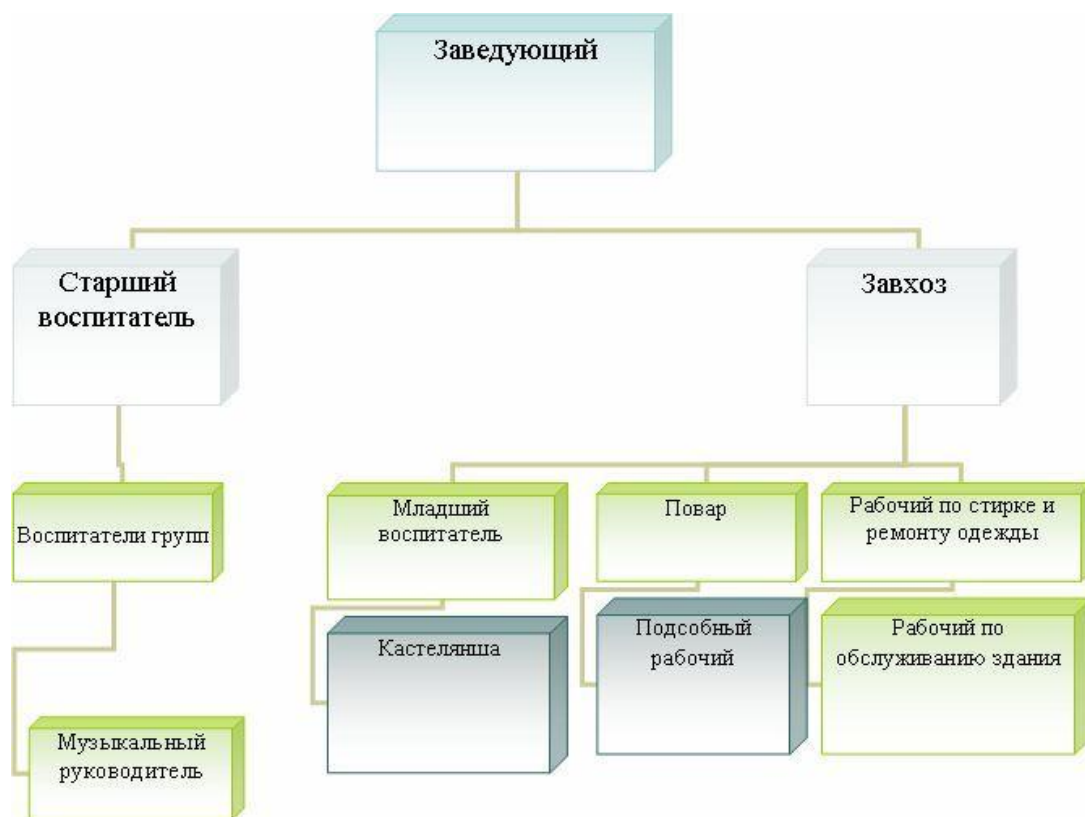 Заведующий
Старший
воспитатель
Завхоз
Воспитатели групп
Младший
воспитатель
Повар
Рабочий по стирке и
ремонту одежды
Кастелянша
Подсобный
рабочий
Рабочий по
обслуживанию здания
Музыкальный
руководитель